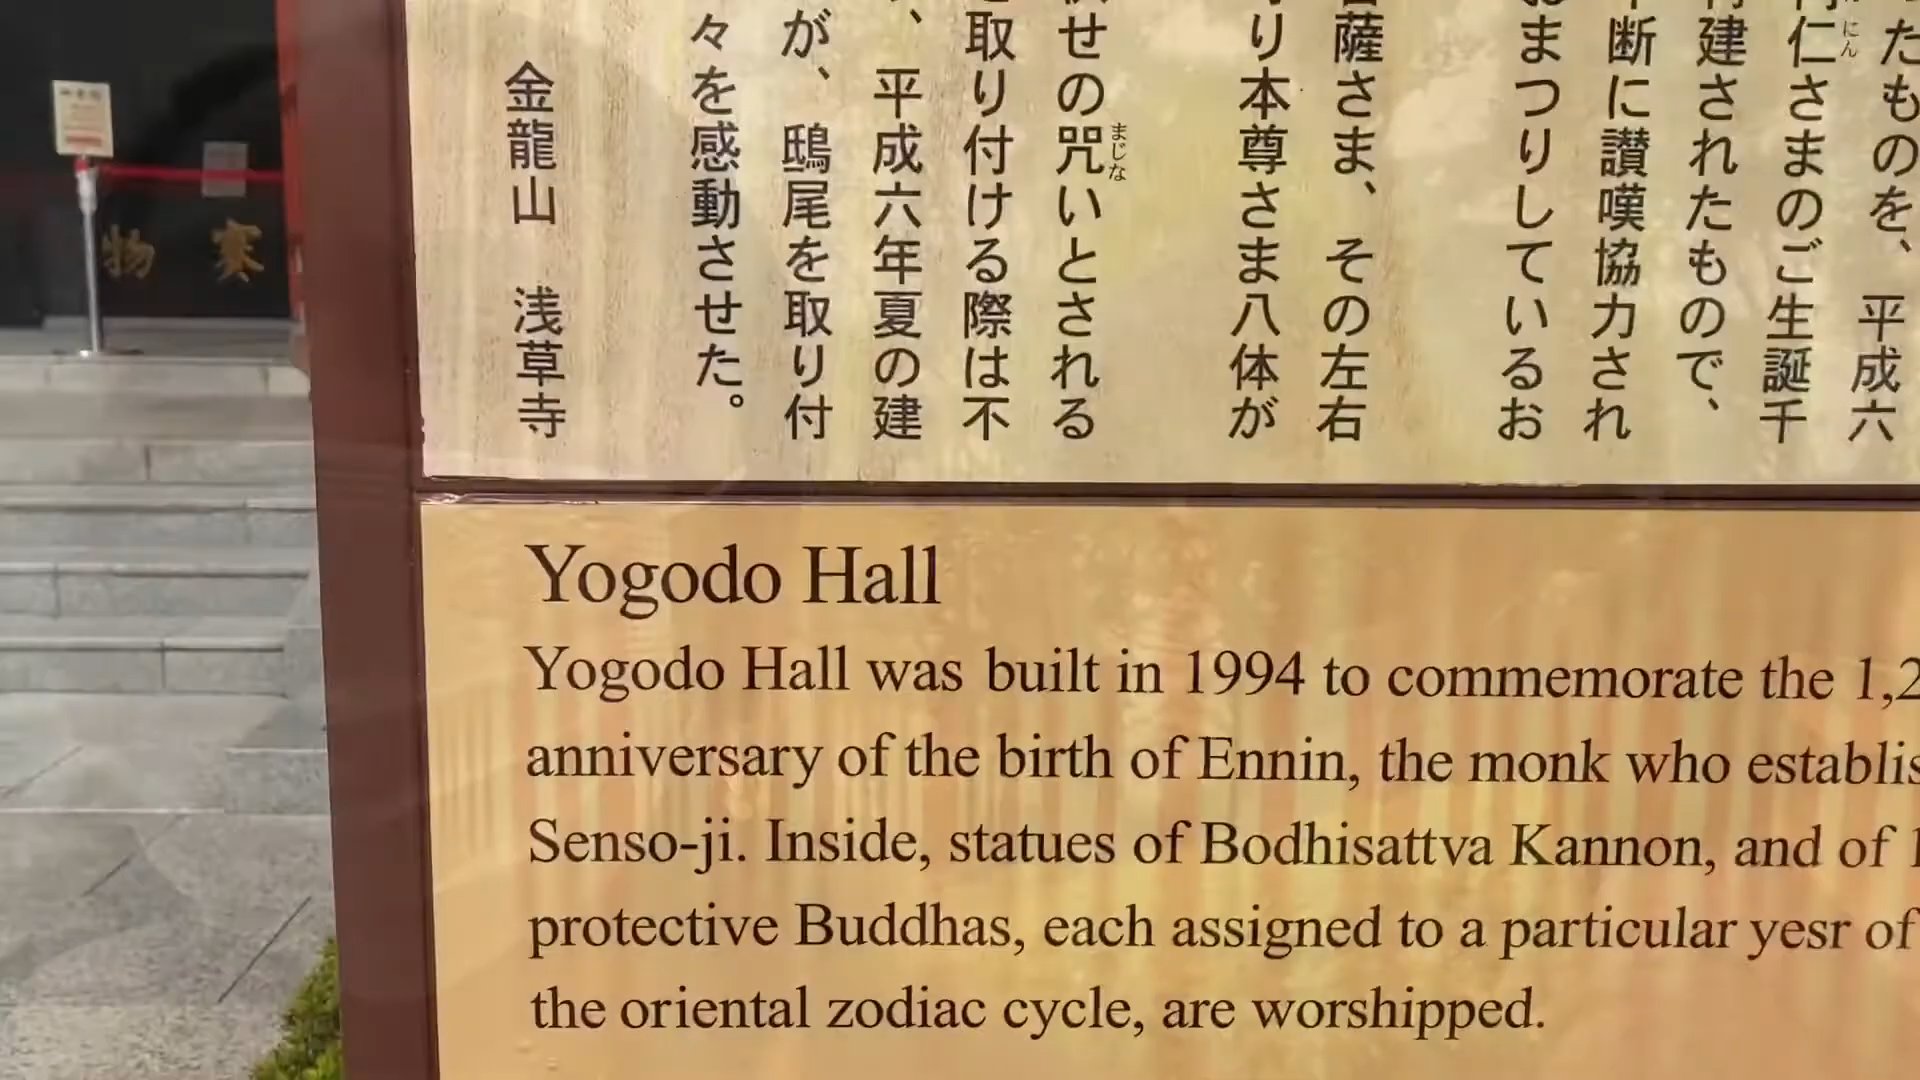 たものを、平成六
仁さまのご生誕千
にん
建されたもので、
断に讃嘆協力され
まつりしているお
薩さま、その左右
り本尊さま八体が
せの咒いとされる
まじな
取り付ける際は不
、平成六年夏の建
が、鴟尾を取り付
々を感動させた。
金龍山 浅草寺
賽
物
Yogodo Hall
Yogodo Hall was built in 1994 to commemorate the 1,2
anniversary of the birth of Ennin, the monk who establis
Senso-ji. Inside, statues of Bodhisattva Kannon, and of
protective Buddhas, each assigned to a particular yesr of
the oriental zodiac cycle, are worshipped.